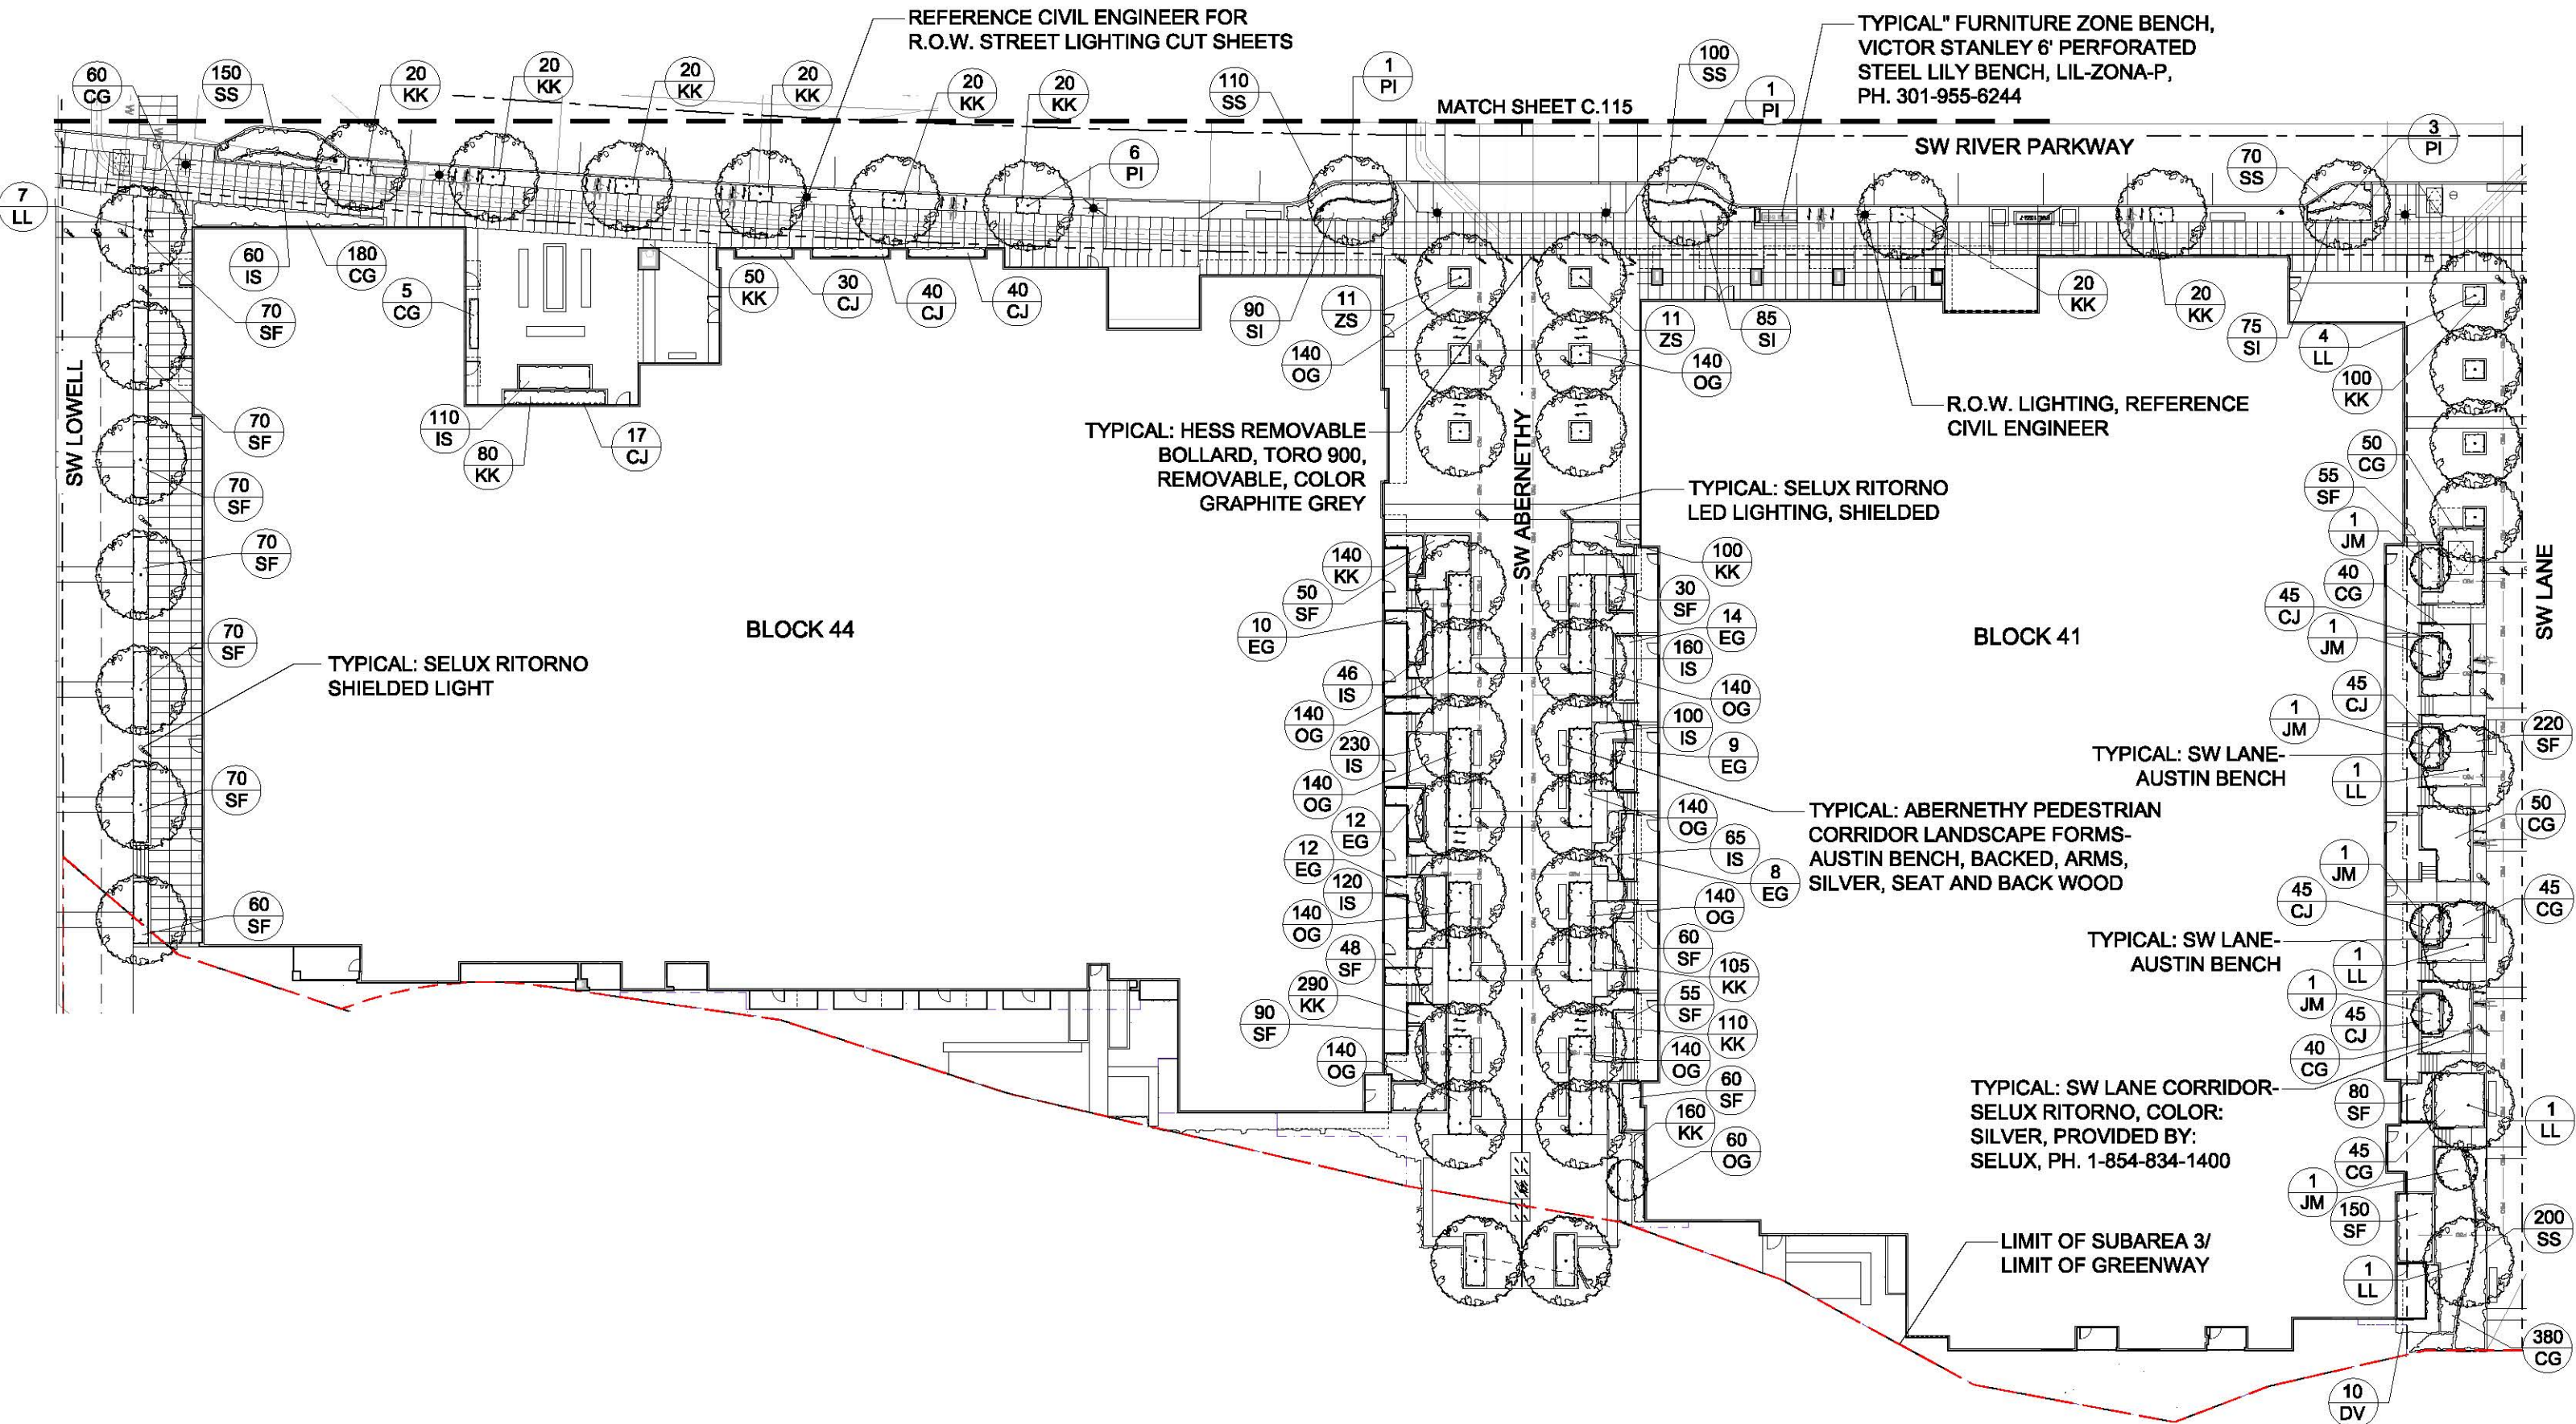 REFERENCE CIVIL ENGINEER FOR
R.O.W. STREET LIGHTING CUT SHEETS
TYPICAL" FURNITURE ZONE BENCH,
VICTOR STANLEY 6' PERFORATED
STEEL LILY BENCH, LIL-ZONA-P,
PH. 301-955-6244
60
CG
150
SS
20
KK
20
KK
20
KK
20
KK
20
KK
20
KK
110
SS
1
PI
100
SS
1
PI
MATCH SHEET C.115
SW RIVER PARKWAY
6
PI
70
SS
3
PI
7
LL
60
IS
180
CG
5
CG
70
SF
50
KK
30
CJ
40
CJ
40
CJ
90
SI
11
ZS
140
OG
11
ZS
140
OG
85
SI
20
KK
20
KK
75
SI
4
LL
100
KK
50
CG
55
SF
SW LOWELL
70
SF
110
IS
80
KK
17
CJ
70
SF
70
SF
70
SF
70
SF
60
SF
TYPICAL: HESS REMOVABLE
BOLLARD, TORO 900,
REMOVABLE, COLOR
GRAPHITE GREY
SW ABERNETHY
R.O.W. LIGHTING, REFERENCE
CIVIL ENGINEER
TYPICAL: SELUX RITORNO
LED LIGHTING, SHIELDED
TYPICAL: SELUX RITORNO
SHIELDED LIGHT
BLOCK 44
BLOCK 41
SW LANE
140
KK
50
SF
10
EG
46
IS
140
OG
230
IS
140
OG
12
EG
12
EG
120
IS
140
OG
48
SF
290
KK
90
SF
140
OG
100
KK
30
SF
14
EG
160
IS
140
OG
100
IS
9
EG
140
OG
65
IS
8
EG
140
OG
60
SF
105
KK
55
SF
110
KK
140
OG
60
SF
160
KK
60
OG
TYPICAL: ABERNETHY PEDESTRIAN
CORRIDOR LANDSCAPE FORMS-
AUSTIN BENCH, BACKED, ARMS,
SILVER, SEAT AND BACK WOOD
1
JM
40
CG
45
CJ
1
JM
45
CJ
1
JM
220
SF
TYPICAL: SW LANE-
AUSTIN BENCH
1
LL
50
CG
1
JM
45
CJ
45
CG
TYPICAL: SW LANE-
AUSTIN BENCH
1
LL
1
JM
45
CJ
40
CG
TYPICAL: SW LANE CORRIDOR-
SELUX RITORNO, COLOR:
SILVER, PROVIDED BY:
SELUX, PH. 1-854-834-1400
80
SF
1
LL
45
CG
1
JM
150
SF
200
SS
LIMIT OF SUBAREA 3/
LIMIT OF GREENWAY
1
LL
380
CG
10
DV